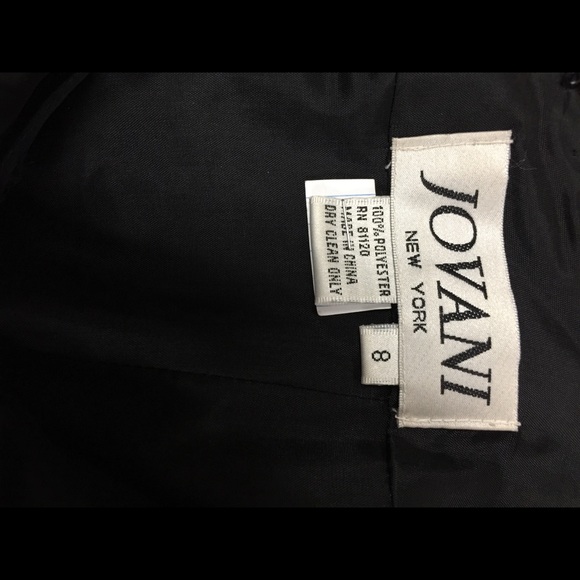 JOVANI
NEW YORK
100% POLYESTER
RN 81120
MADE IN CHINA
DRY CLEAN ONLY
8